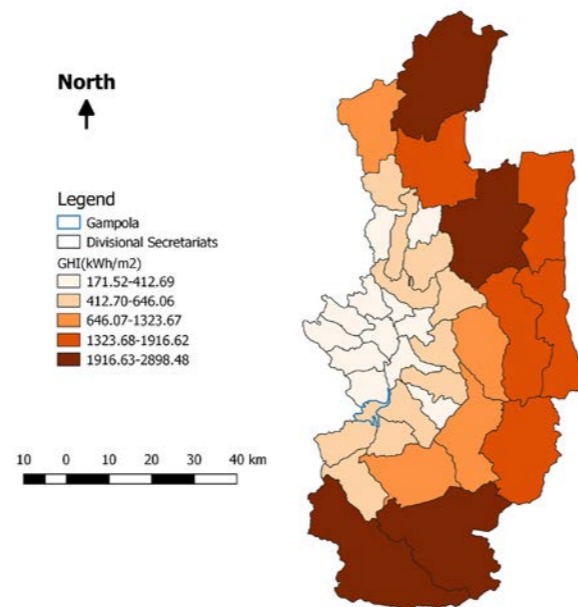 North
Legend
Gampola
Divisional Secretariats
GHI(kWh/m2)
171.52-412.69
412.70-646.06
646.07-1323.67
1323.68-1916.62
1916.63-2898.48
10 0 10 20 30 40 km